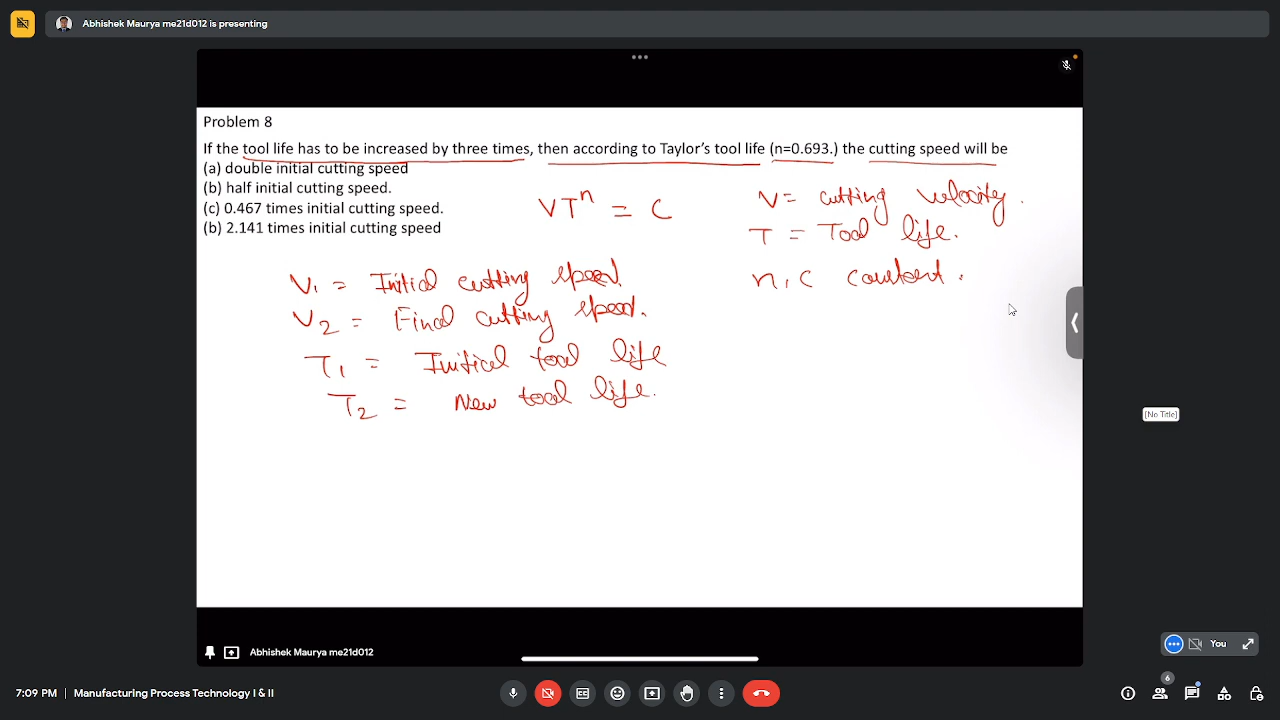 Abhishek Maurya me21d012 is presenting
Problem 8
If the tool life has to be increased by three times, then according to Taylor's tool life (n=0.693.) the cutting speed will be
(a) double initial cutting speed
(b) half initial cutting speed.
(c) 0.467 times initial cutting speed.
(b) 2.141 times initial cutting speed
VTⁿ = C
V = cutting velocity.
T = Tool life.
n, C constant.
V₁ = Initial cutting speed.
V₂ = Final cutting speed.
T₁ = Initical tool life
T₂ = New tool life.
[No Title]
Abhishek Maurya me21d012
You
7:09 PM | Manufacturing Process Technology I & II
6